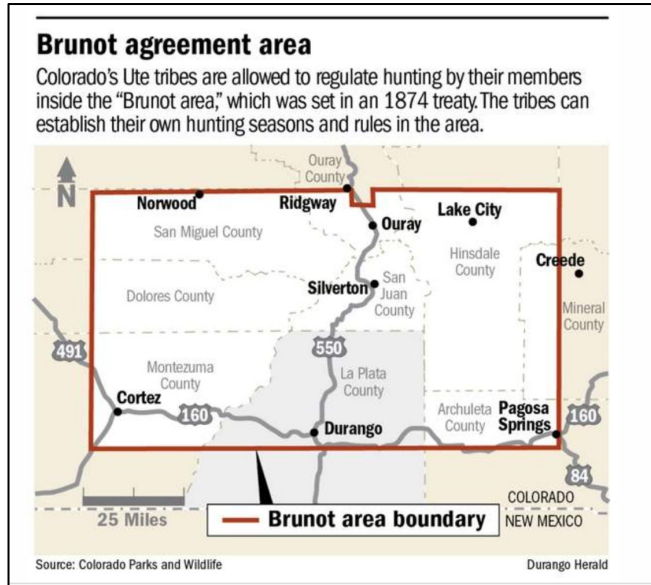 Brunot agreement area
Colorado's Ute tribes are allowed to regulate hunting by their members
inside the “Brunot area,” which was set in an 1874 treaty. The tribes can
establish their own hunting seasons and rules in the area.
N
Ouray
County
Norwood
Ridgway
San Miguel County
Ouray
Lake City
Hinsdale
County
Creede
Dolores County
Silverton
San
Juan
County
Mineral
County
491
550
Montezuma
County
La Plata
County
Cortez
160
Durango
Archuleta
County
Pagosa
Springs
160
84
25 Miles
COLORADO
NEW MEXICO
Brunot area boundary
Source: Colorado Parks and Wildlife
Durango Herald